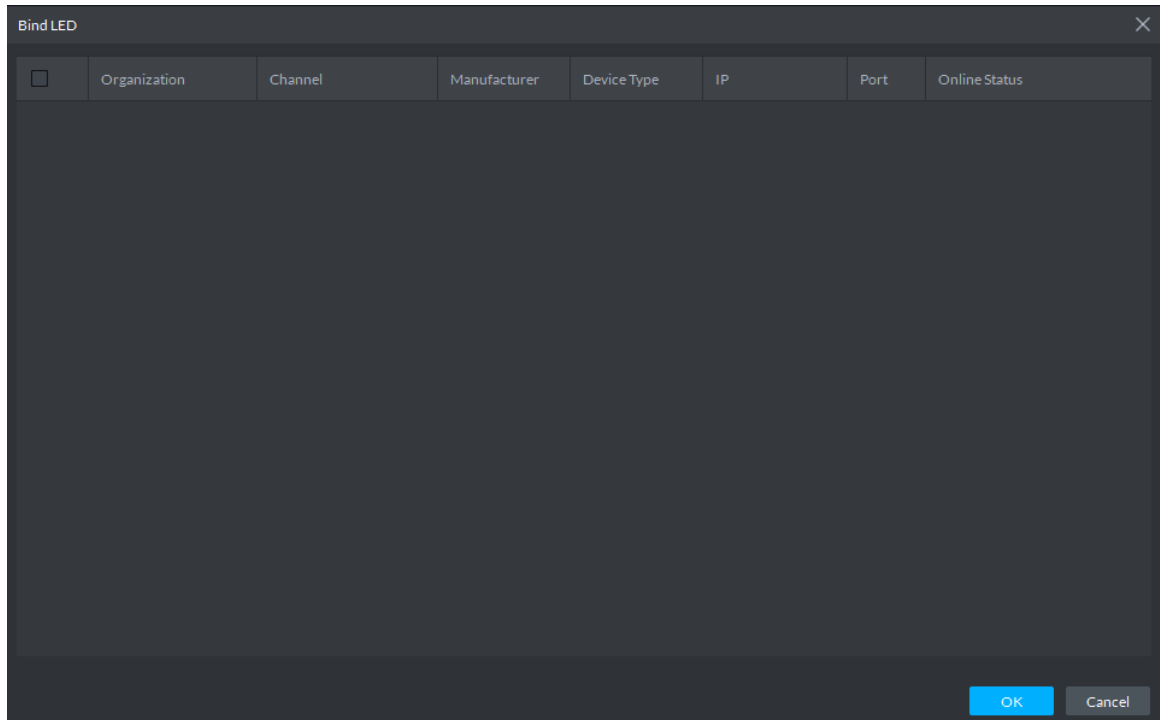 Bind LED
Organization Channel Manufacturer Device Type IP Port Online Status
OK Cancel